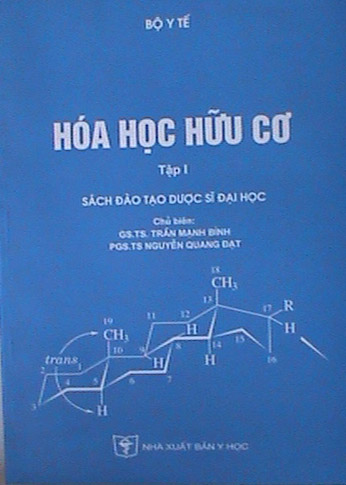 BỘ Y TẾ
HÓA HỌC HỮU CƠ
Tập I
SÁCH ĐÀO TẠO DƯỢC SĨ ĐẠI HỌC
Chủ biên:
GS.TS. TRẦN MẠNH BÌNH
PGS.TS NGUYỄN QUANG ĐẠT
18
CH3
12 13 17 R
19 11 H
CH3 H
trans 10 9 14 15
2 1 8 16
H H
4 5 7
3 6
H
NHÀ XUẤT BẢN Y HỌC